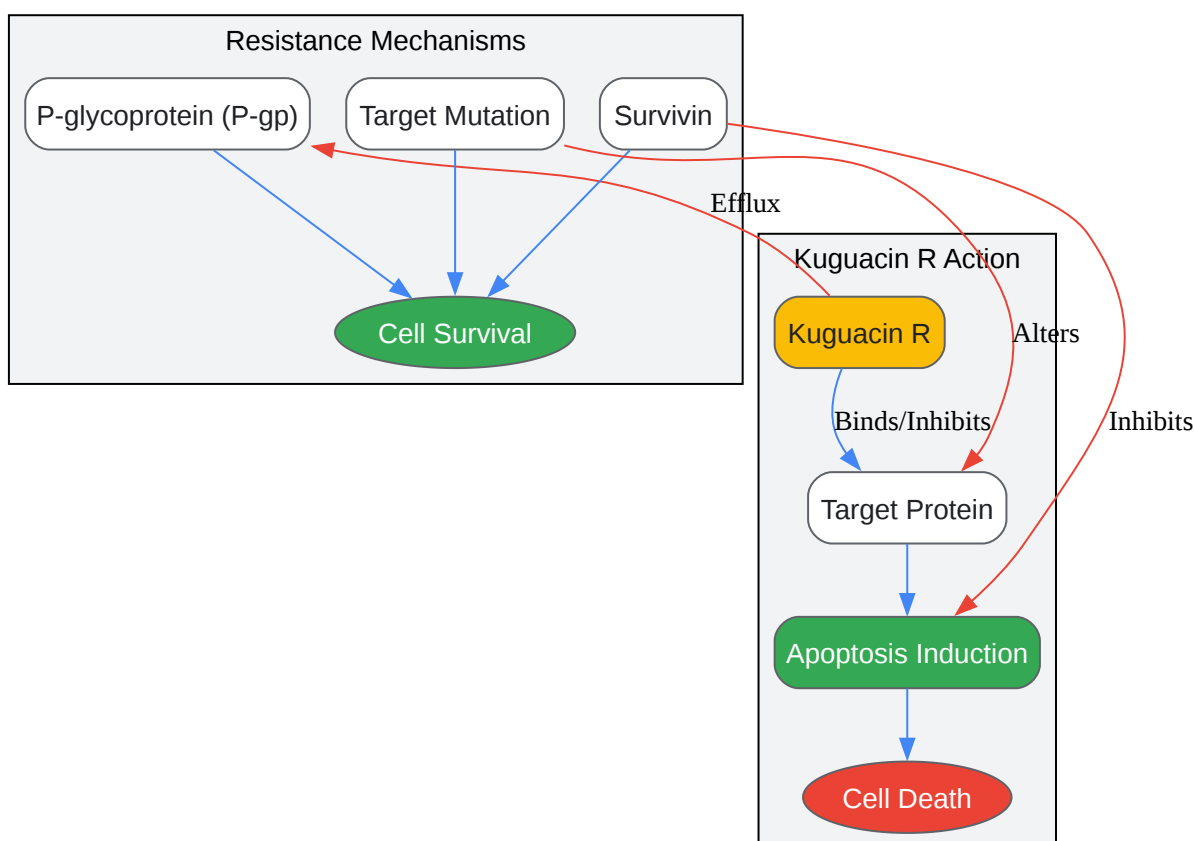 Resistance Mechanisms
P-glycoprotein (P-gp)
Target Mutation
Survivin
Efflux
Kuguacin R Action
Cell Survival
Kuguacin R
Alters
Binds/Inhibits
Inhibits
Target Protein
Apoptosis Induction
Cell Death